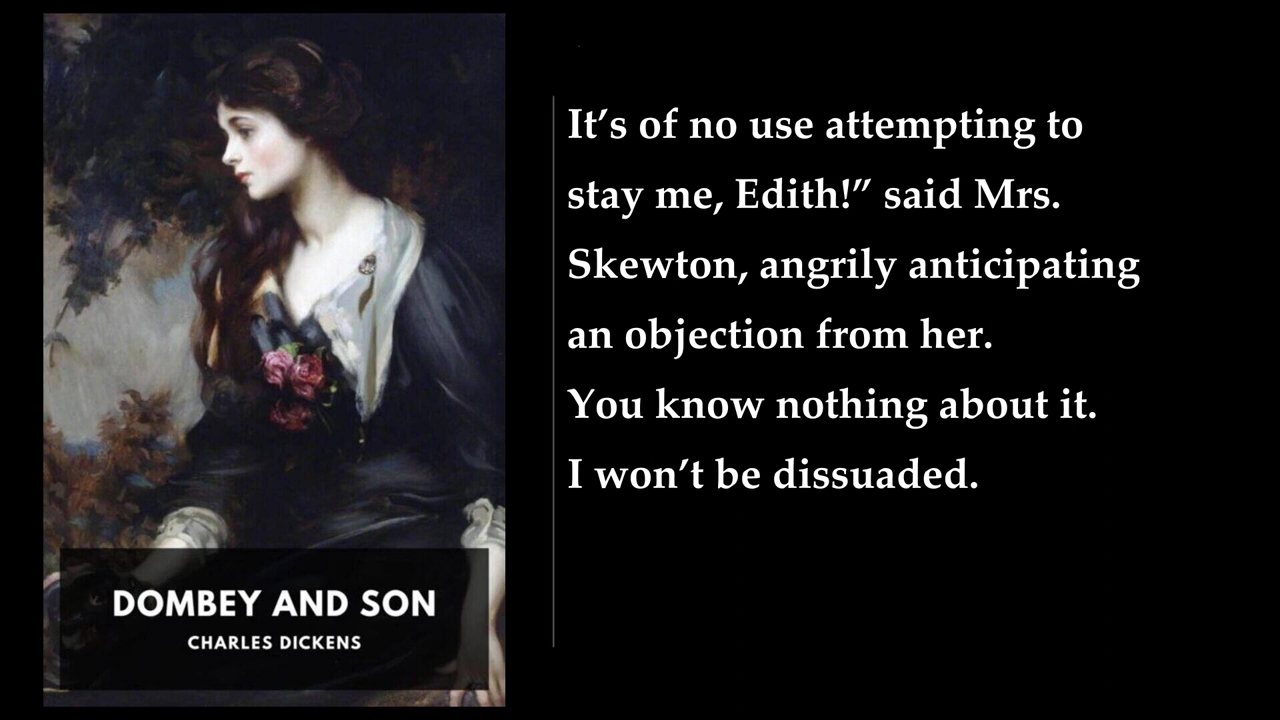 It’s of no use attempting to
stay me, Edith!” said Mrs.
Skewton, angrily anticipating
an objection from her.
You know nothing about it.
I won’t be dissuaded.
DOMBEY AND SON
CHARLES DICKENS